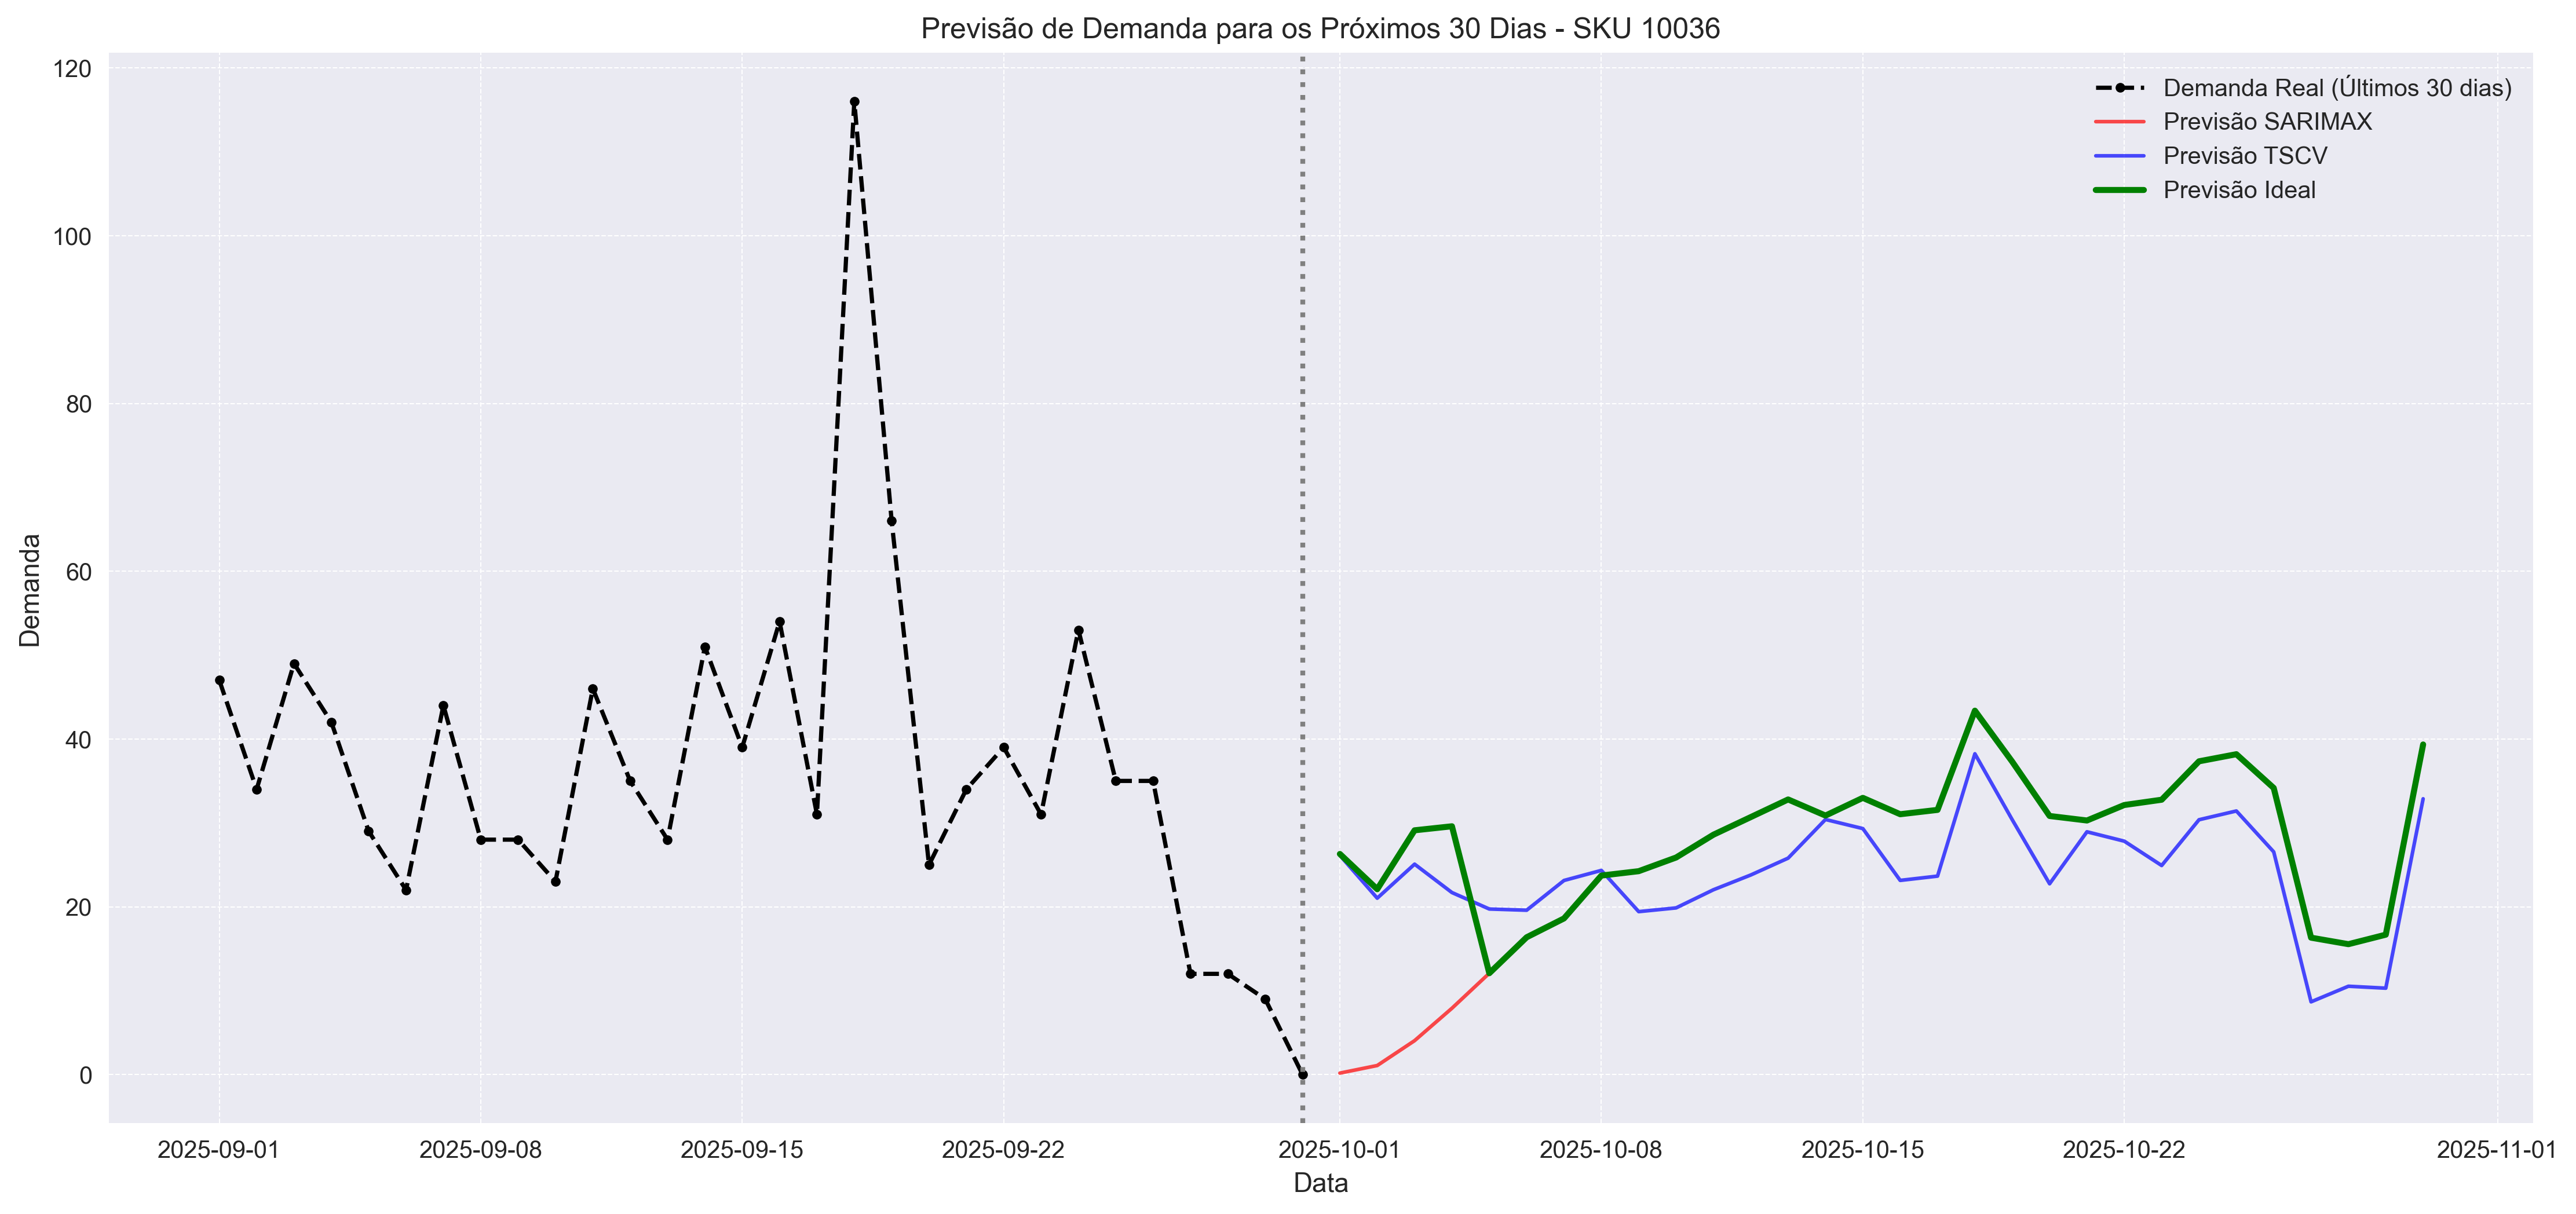 Previsão de Demanda para os Próximos 30 Dias - SKU 10036
120
100
80
60
40
20
0
Demanda
Demanda Real (Últimos 30 dias)
Previsão SARIMAX
Previsão TSCV
Previsão Ideal
2025-09-01 2025-09-08 2025-09-15 2025-09-22 2025-10-01 2025-10-08 2025-10-15 2025-10-22 2025-11-01
Data